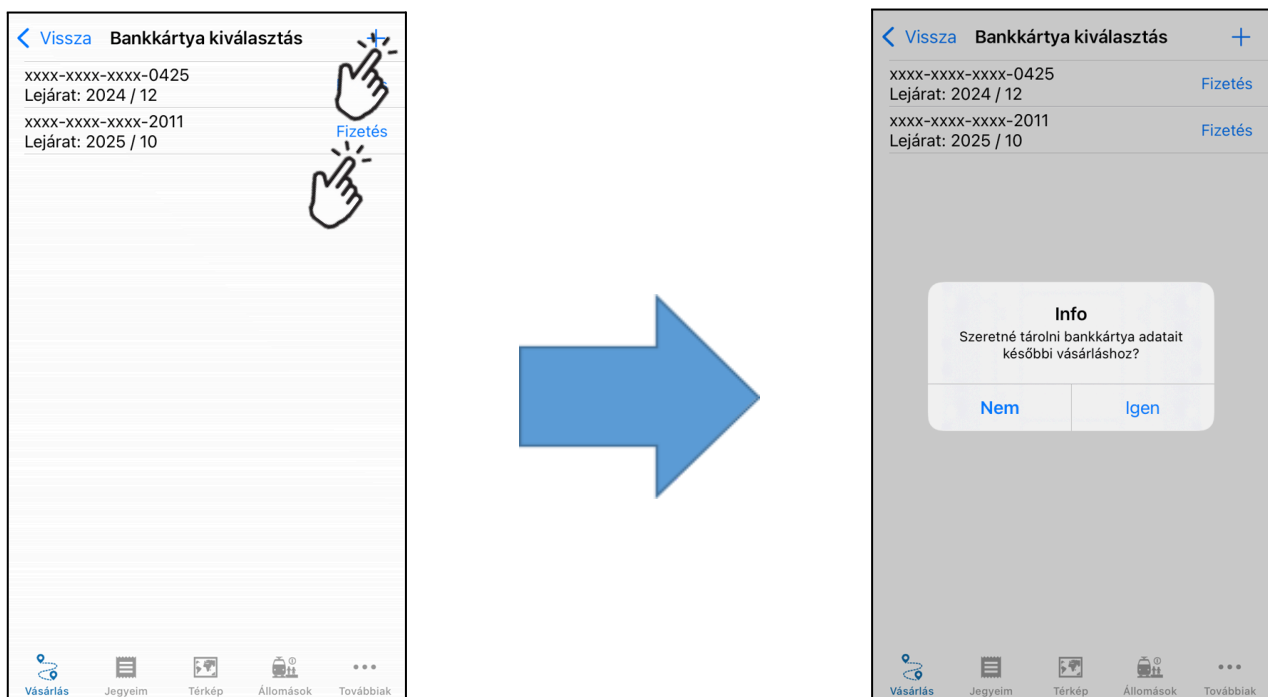 Vissza Bankkártya kiválasztás
xxxx-xxxx-xxxx-0425
Lejárat: 2024 / 12
xxxx-xxxx-xxxx-2011
Lejárat: 2025 / 10
Fizetés
Vásárlás Jegyeim Térkép Állomások Továbbiak
Vissza Bankkártya kiválasztás +
xxxx-xxxx-xxxx-0425
Lejárat: 2024 / 12
Fizetés
xxxx-xxxx-xxxx-2011
Lejárat: 2025 / 10
Fizetés
Info
Szeretné tárolni bankkártya adatait
későbbi vásárláshoz?
Nem Igen
Vásárlás Jegyeim Térkép Állomások Továbbiak